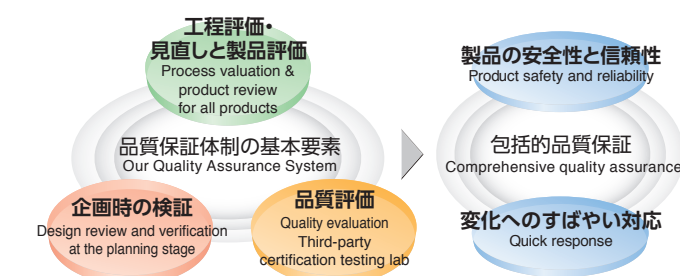 工程評価・
見直しと製品評価
Process valuation &
product review
for all products
品質保証体制の基本要素
Our Quality Assurance System
企画時の検証
Design review and verification
at the planning stage
品質評価
Quality evaluation
Third-party
certification testing lab
製品の安全性と信頼性
Product safety and reliability
包括的品質保証
Comprehensive quality assurance
変化へのすばやい対応
Quick response